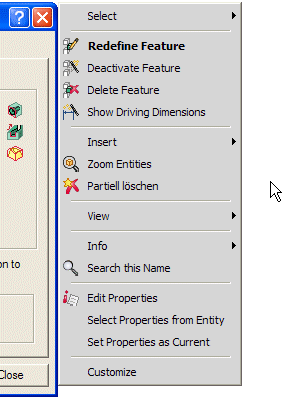 Select
Redefine Feature
Deactivate Feature
Delete Feature
Show Driving Dimensions
Insert
Zoom Entities
Partiell löschen
View
Info
on to
Search this Name
Edit Properties
Select Properties from Entity
Set Properties as Current
Close
Customize